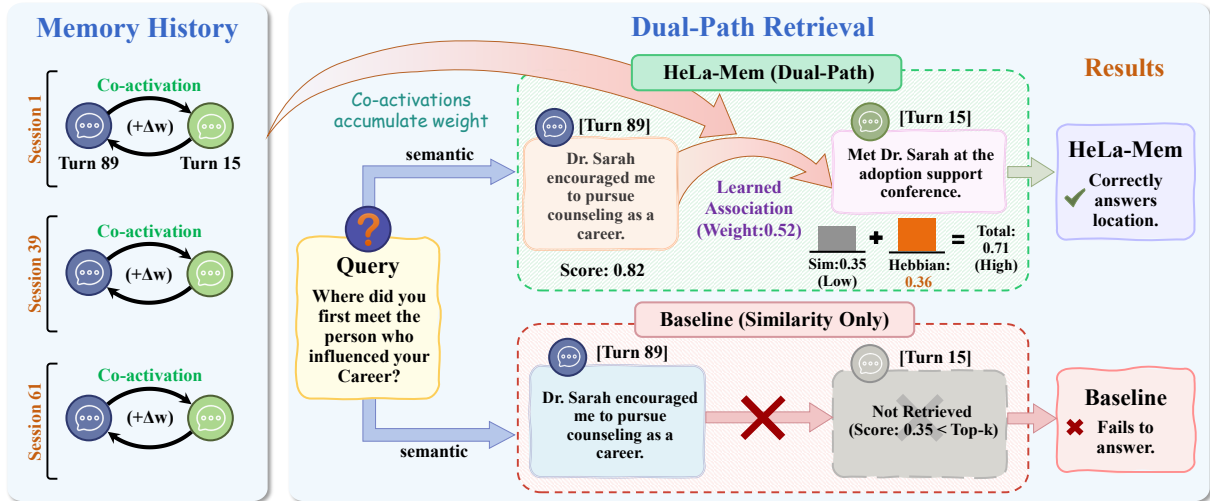 Memory History
Session 1
Co-activation
(+Δw)
Turn 89
Turn 15
Session 39
Co-activation
(+Δw)
Session 61
Co-activation
(+Δw)
Dual-Path Retrieval
Co-activations
accumulate weight
semantic
?
Query
Where did you
first meet the
person who
influenced your
Career?
semantic
HeLa-Mem (Dual-Path)
[Turn 89]
Dr. Sarah
encouraged me
to pursue
counseling as a
career.
Score: 0.82
Learned
Association
(Weight:0.52)
[Turn 15]
Met Dr. Sarah at the
adoption support
conference.
Sim:0.35
(Low)
+
Hebbian:
0.36
=
Total:
0.71
(High)
Baseline (Similarity Only)
[Turn 89]
Dr. Sarah encouraged me
to pursue
counseling as a
career.
[Turn 15]
Not Retrieved
(Score: 0.35 < Top-k)
Results
HeLa-Mem
Correctly
answers
location.
Baseline
Fails to
answer.